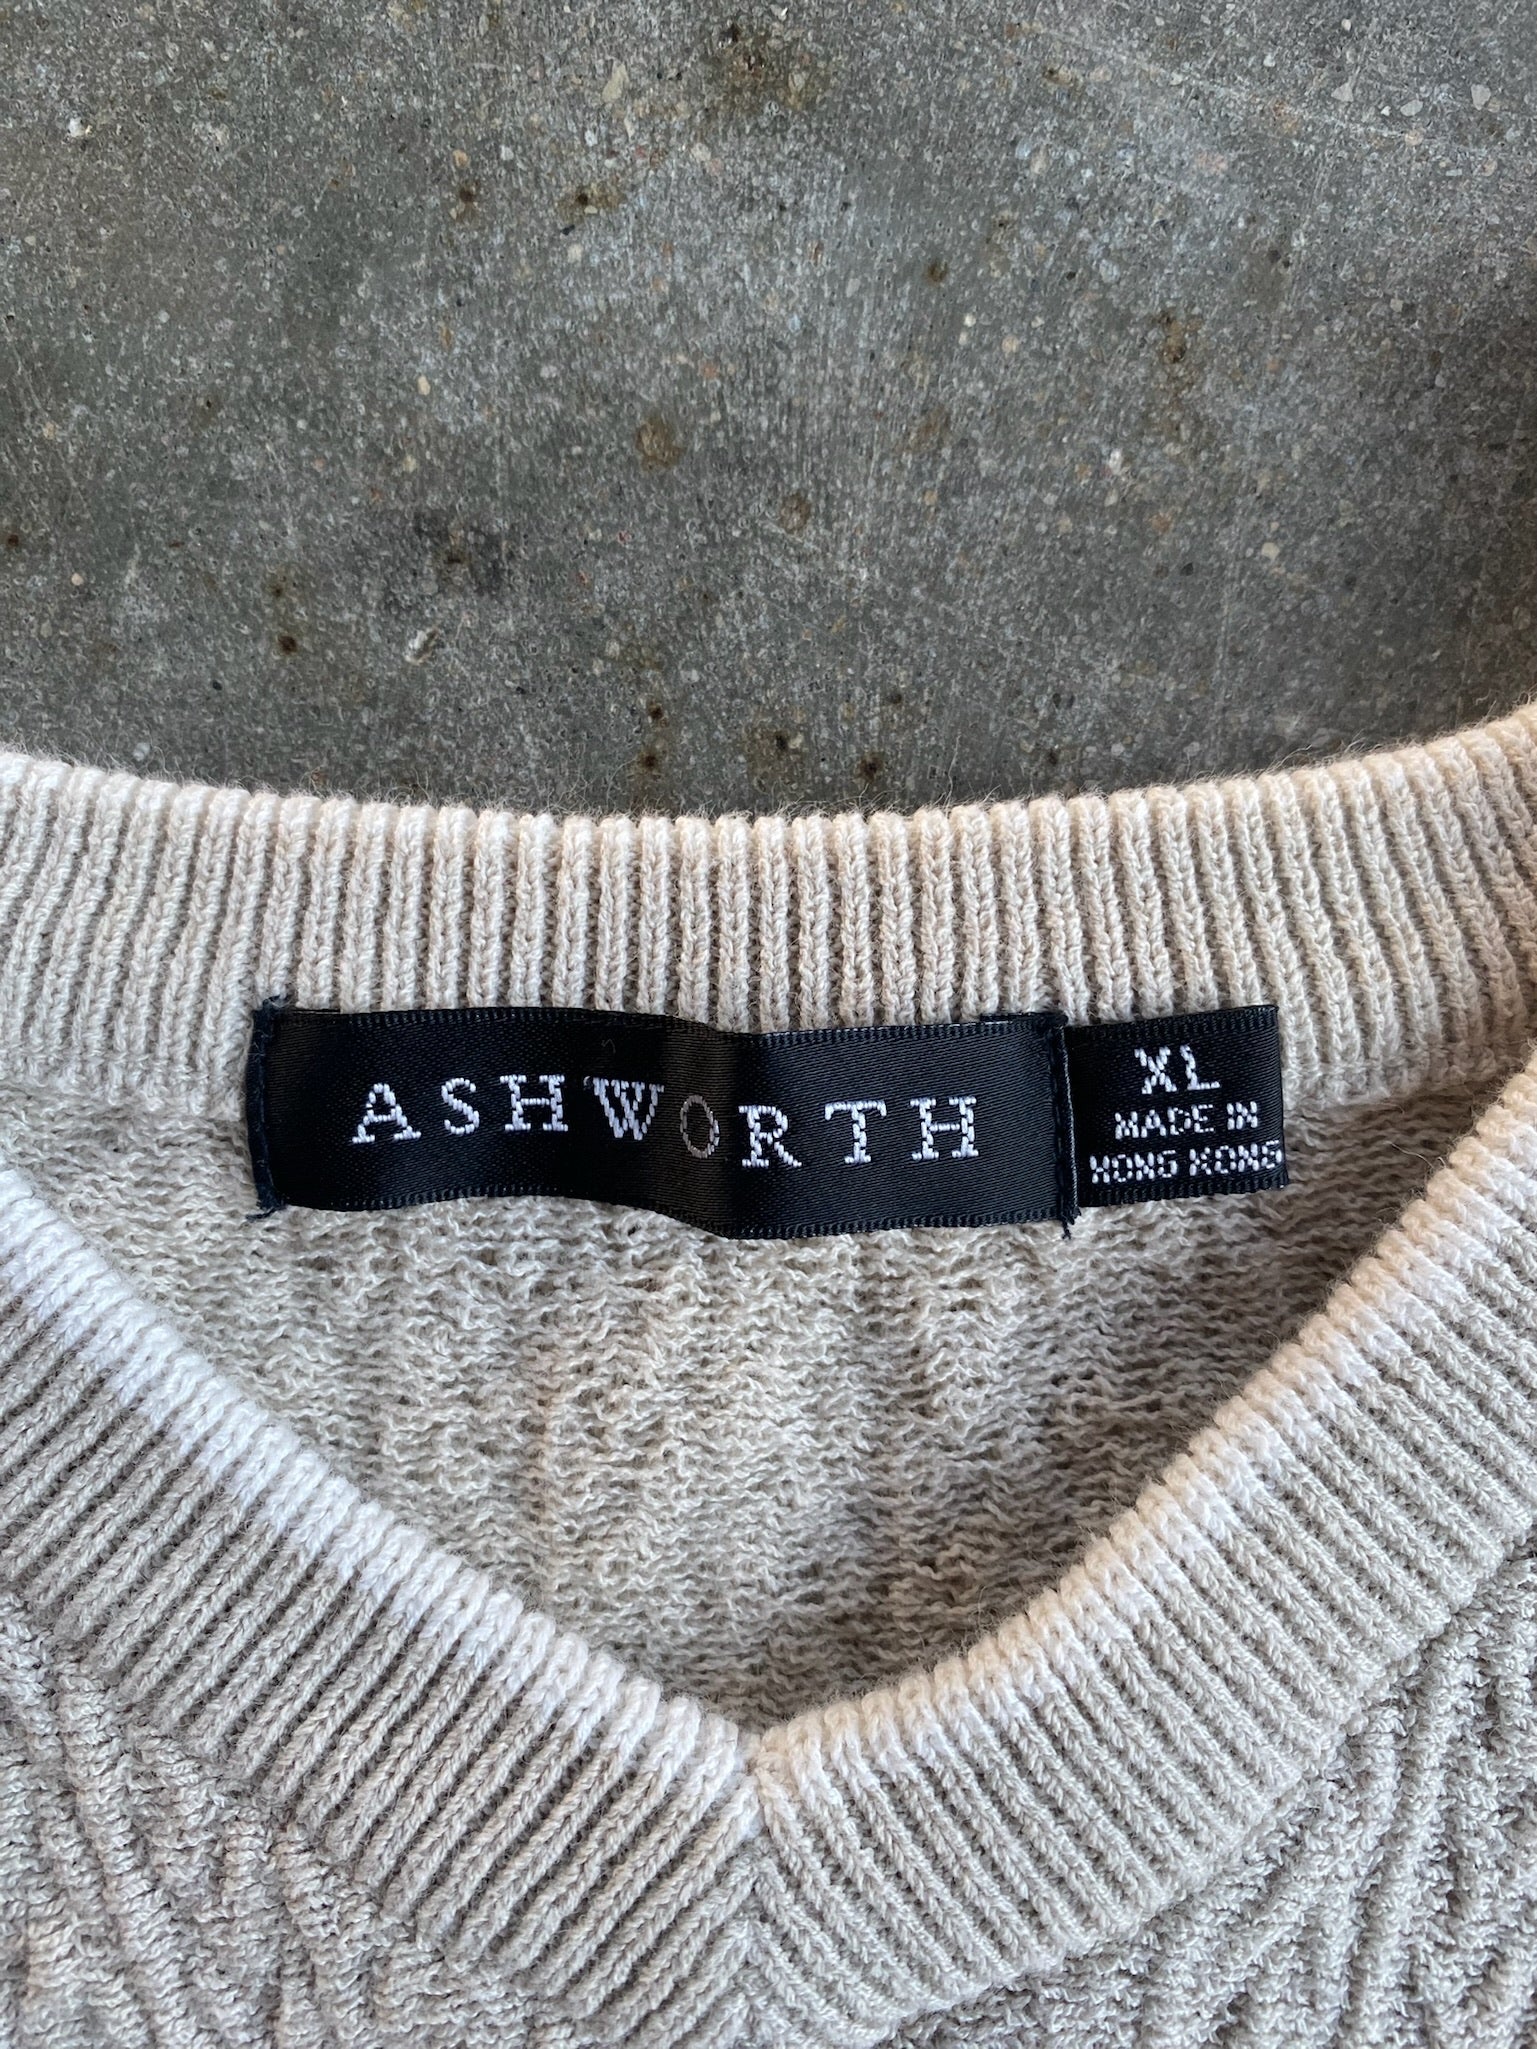 ASHWORTH
XL
MADE IN
HONG KONG